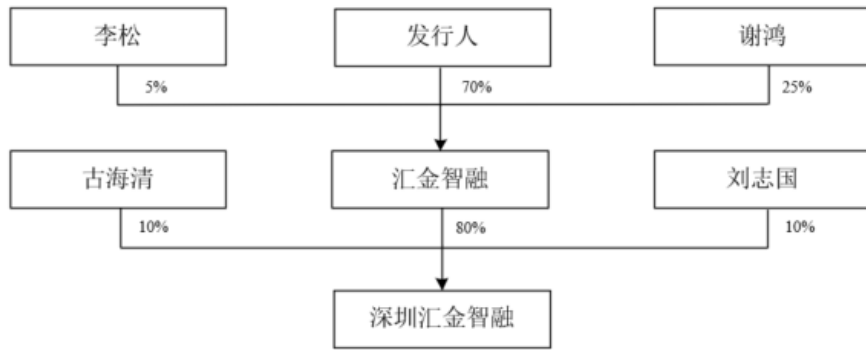 李松 发行人 谢鸿
5% 70% 25%
古海清 汇金智融 刘志国
10% 80% 10%
深圳汇金智融